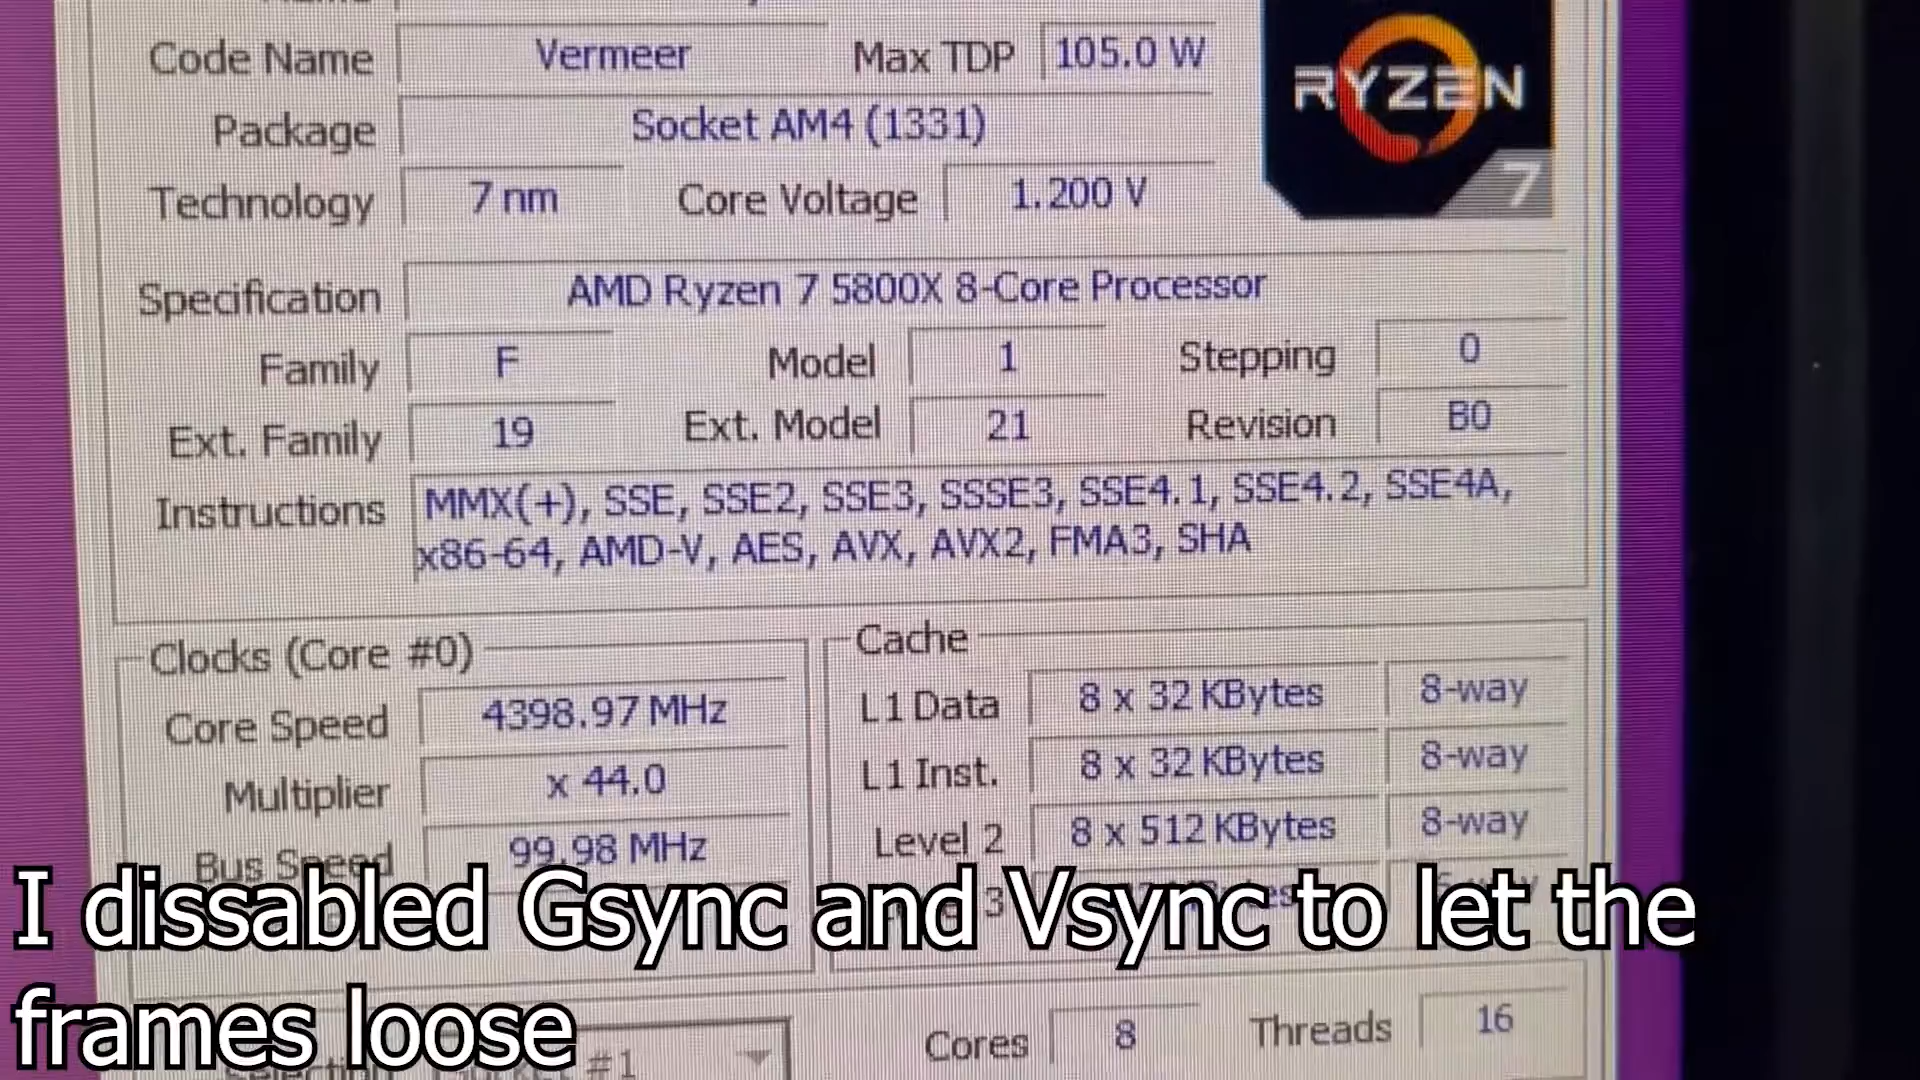 Code Name Vermeer Max TDP 105.0 W
RYZEN
7
Package Socket AM4 (1331)
Technology 7 nm Core Voltage 1.200 V
Specification AMD Ryzen 7 5800X 8-Core Processor
Family F Model 1 Stepping 0
Ext. Family 19 Ext. Model 21 Revision B0
Instructions MMX(+), SSE, SSE2, SSE3, SSSE3, SSE4.1, SSE4.2, SSE4A,
x86-64, AMD-V, AES, AVX, AVX2, FMA3, SHA
Clocks (Core #0)
Core Speed 4398.97 MHz
Multiplier x 44.0
Bus Speed 99.98 MHz
Cache
L1 Data 8 x 32 KBytes 8-way
L1 Inst. 8 x 32 KBytes 8-way
Level 2 8 x 512 KBytes 8-way
3
I dissabled Gsync and Vsync to let the
frames loose
#1 Cores 8 Threads 16